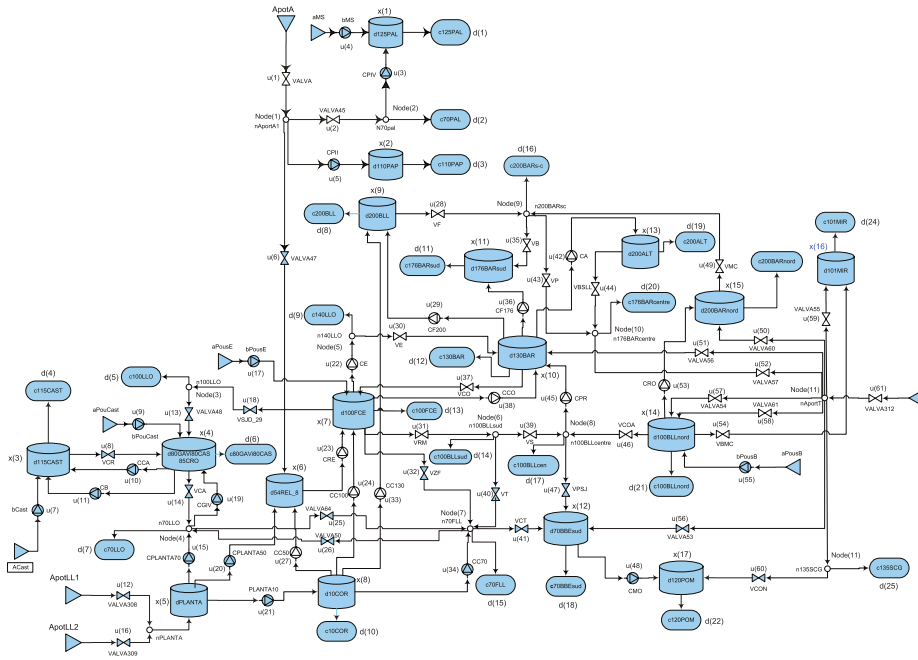 ApotA
aMS
bMS
u(4)
x(1)
d125PAL
c125PAL
d(1)
u(1)
VALVA
CPIV
u(3)
Node(1)
nAportA1
VALVA45
u(2)
Node(2)
N70pal
c70PAL
d(2)
CPII
u(5)
x(2)
d110PAP
c110PAP
d(3)
d(16)
c200BARs-c
x(9)
c200BLL
d(8)
d200BLL
u(28)
VF
Node(9)
n200BARsc
u(6)
VALVA47
d(11)
c176BARsud
x(11)
d176BARsud
u(35)
VB
u(42)
CA
x(13)
d200ALT
d(19)
c200ALT
c101MIR
d(24)
x(16)
d101MIR
u(43)
VP
VBSLL
u(44)
d(20)
c176BARcentre
u(49)
VMC
x(15)
d200BARnord
c200BARnord
d(9)
c140LLO
n140LLO
Node(5)
u(29)
CF200
u(36)
CF176
u(30)
VE
d130BAR
x(10)
Node(10)
n176BARcentre
VALVA55
u(59)
u(50)
VALVA60
u(51)
VALVA56
u(52)
VALVA57
aPousE
bPousE
u(17)
u(22)
CE
d(12)
c130BAR
u(37)
VCO
CCO
u(38)
u(45)
CPR
CRO
u(53)
u(57)
VALVA54
VALVA61
u(58)
Node(11)
nAportT
u(61)
VALVA312
d(4)
c115CAST
d(5)
c100LLO
n100LLO
Node(3)
u(18)
VSJD_29
d100FCE
x(7)
c100FCE
d(13)
aPouCast
u(9)
bPouCast
u(13)
VALVA48
x(3)
d115CAST
u(8)
VCR
CCA
u(10)
CB
u(11)
x(4)
d80GAVI80CAS
85CRO
d(6)
c80GAVI80CAS
u(23)
CRE
u(31)
VRM
Node(6)
n100BLLsud
c100BLLsud
d(14)
u(39)
VS
Node(8)
n100BLLcentre
c100BLLcen
d(17)
VCOA
u(46)
x(14)
d100BLLnord
u(54)
VBMC
d(21)
c100BLLnord
bPousB
u(55)
aPousB
bCast
u(7)
ACast
VCA
u(14)
CGIV
u(19)
x(6)
d54REL_8
CC100
u(24)
CC130
u(33)
u(32)
VZF
u(40)
VT
u(47)
VPSJ
n70LLO
Node(4)
VALVA64
u(25)
VALVA50
u(26)
Node(7)
n70FLL
VCT
u(41)
x(12)
d70BBEsud
u(56)
VALVA53
d(7)
c70LLO
u(15)
CPLANTA70
CPLANTA50
u(20)
CC50
u(27)
CC70
u(34)
c70FLL
d(15)
c70BBEsud
d(18)
u(48)
CMO
x(17)
d120POM
u(60)
VCON
Node(11)
n135SCG
c135SCG
d(25)
ApotLL1
u(12)
VALVA308
x(5)
dPLANTA
PLANTA10
u(21)
x(8)
d10COR
ApotLL2
u(16)
VALVA309
nPLANTA
c10COR
d(10)
c120POM
d(22)